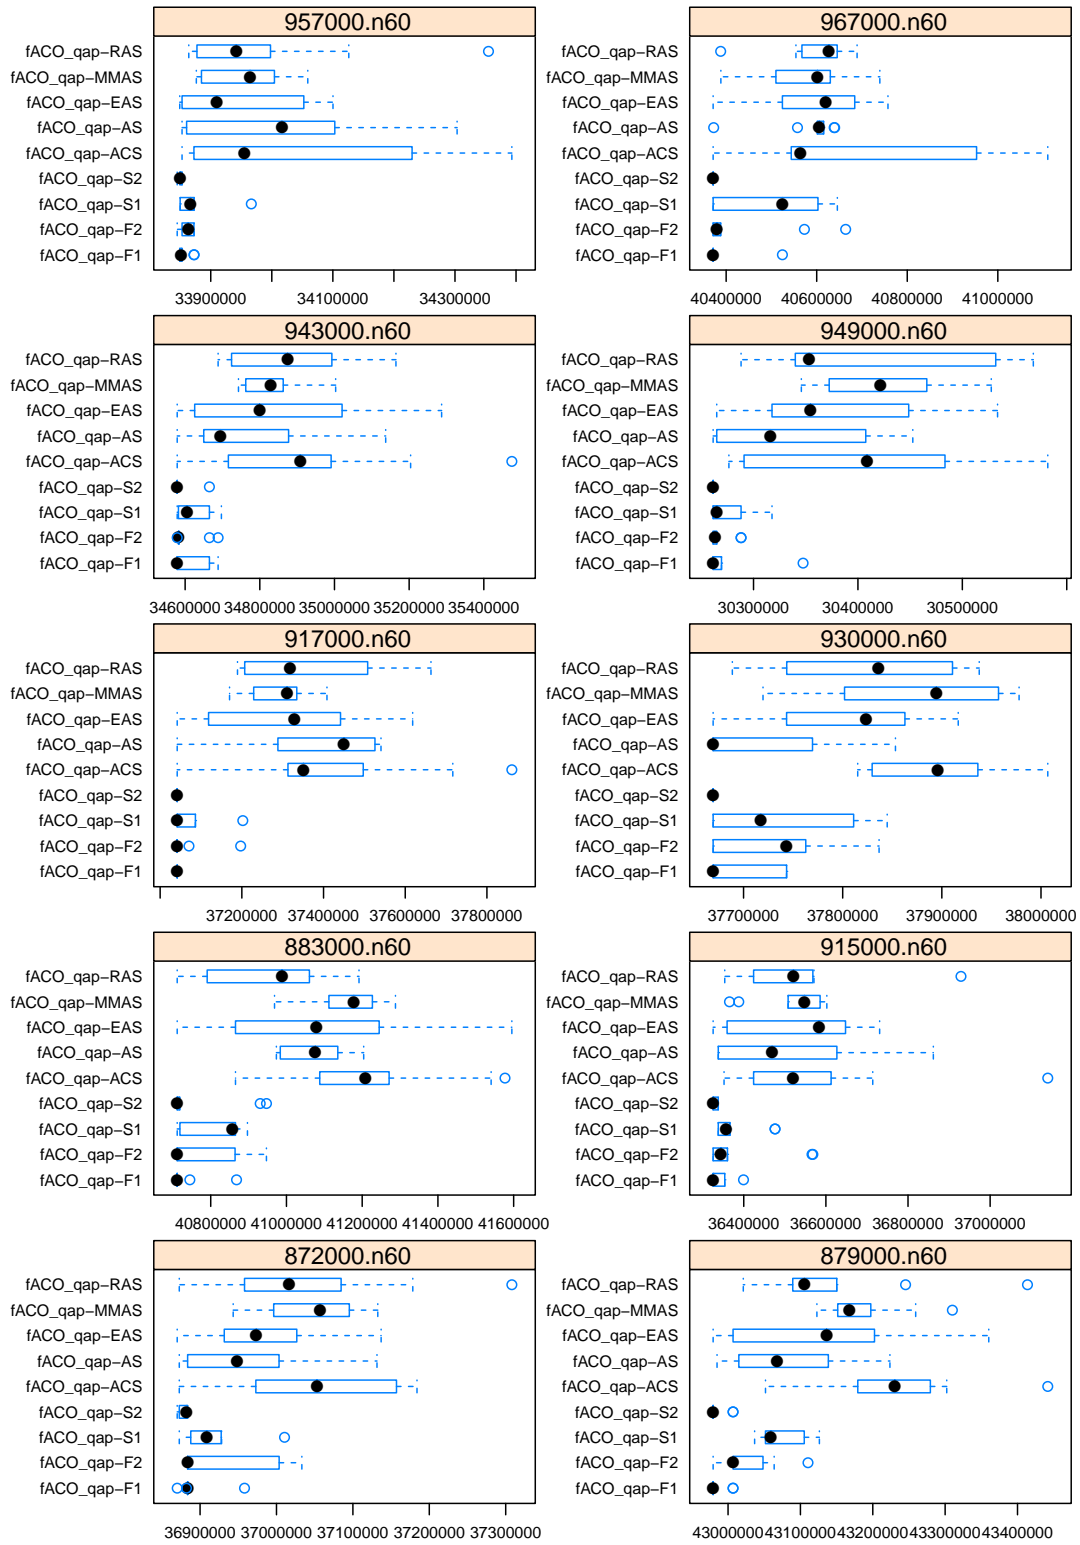 957000.n60
fACO_qap−RAS
fACO_qap−MMAS
fACO_qap−EAS
fACO_qap−AS
fACO_qap−ACS
fACO_qap−S2
fACO_qap−S1
fACO_qap−F2
fACO_qap−F1
33900000 34100000 34300000
967000.n60
fACO_qap−RAS
fACO_qap−MMAS
fACO_qap−EAS
fACO_qap−AS
fACO_qap−ACS
fACO_qap−S2
fACO_qap−S1
fACO_qap−F2
fACO_qap−F1
40400000 40600000 40800000 41000000
943000.n60
fACO_qap−RAS
fACO_qap−MMAS
fACO_qap−EAS
fACO_qap−AS
fACO_qap−ACS
fACO_qap−S2
fACO_qap−S1
fACO_qap−F2
fACO_qap−F1
34600000 34800000 35000000 35200000 35400000
949000.n60
fACO_qap−RAS
fACO_qap−MMAS
fACO_qap−EAS
fACO_qap−AS
fACO_qap−ACS
fACO_qap−S2
fACO_qap−S1
fACO_qap−F2
fACO_qap−F1
30300000 30400000 30500000
917000.n60
fACO_qap−RAS
fACO_qap−MMAS
fACO_qap−EAS
fACO_qap−AS
fACO_qap−ACS
fACO_qap−S2
fACO_qap−S1
fACO_qap−F2
fACO_qap−F1
37200000 37400000 37600000 37800000
930000.n60
fACO_qap−RAS
fACO_qap−MMAS
fACO_qap−EAS
fACO_qap−AS
fACO_qap−ACS
fACO_qap−S2
fACO_qap−S1
fACO_qap−F2
fACO_qap−F1
37700000 37800000 37900000 38000000
883000.n60
fACO_qap−RAS
fACO_qap−MMAS
fACO_qap−EAS
fACO_qap−AS
fACO_qap−ACS
fACO_qap−S2
fACO_qap−S1
fACO_qap−F2
fACO_qap−F1
40800000 41000000 41200000 41400000 41600000
915000.n60
fACO_qap−RAS
fACO_qap−MMAS
fACO_qap−EAS
fACO_qap−AS
fACO_qap−ACS
fACO_qap−S2
fACO_qap−S1
fACO_qap−F2
fACO_qap−F1
36400000 36600000 36800000 37000000
872000.n60
fACO_qap−RAS
fACO_qap−MMAS
fACO_qap−EAS
fACO_qap−AS
fACO_qap−ACS
fACO_qap−S2
fACO_qap−S1
fACO_qap−F2
fACO_qap−F1
36900000 37000000 37100000 37200000 37300000
879000.n60
fACO_qap−RAS
fACO_qap−MMAS
fACO_qap−EAS
fACO_qap−AS
fACO_qap−ACS
fACO_qap−S2
fACO_qap−S1
fACO_qap−F2
fACO_qap−F1
43000000 43100000 43200000 43300000 43400000